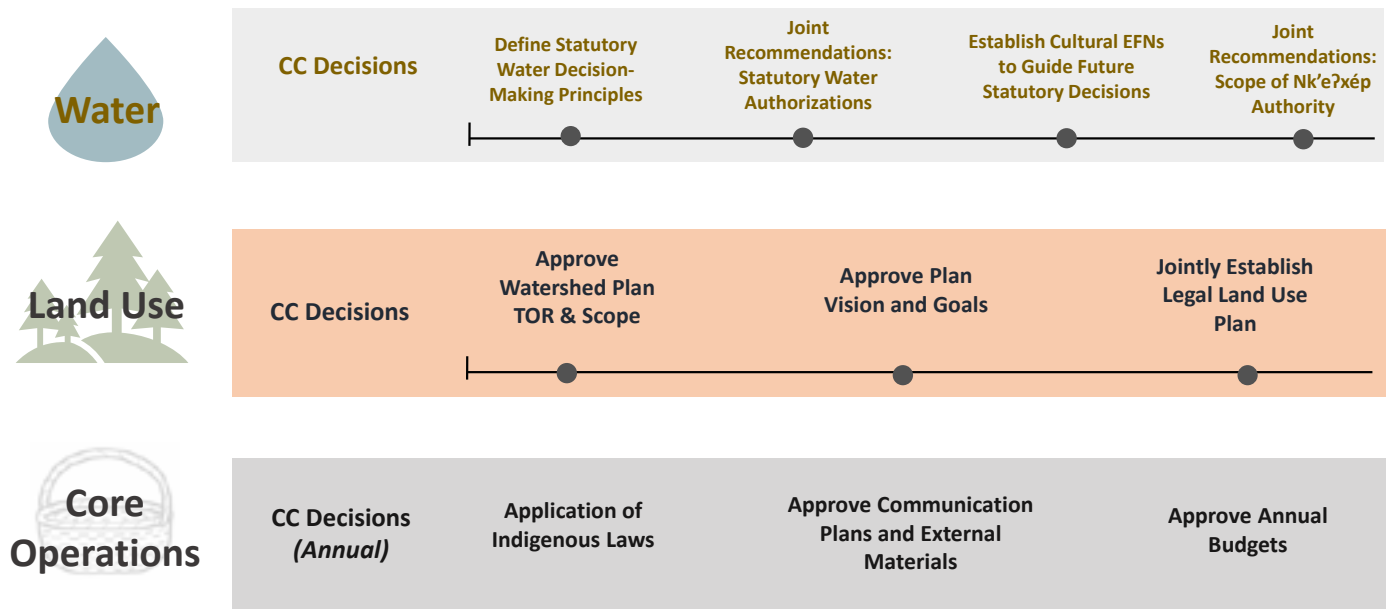 Water
CC Decisions
Define Statutory
Water Decision-
Making Principles
Joint
Recommendations:
Statutory Water
Authorizations
Establish Cultural EFNs
to Guide Future
Statutory Decisions
Joint
Recommendations:
Scope of Nk’eʔxép
Authority
Land Use
CC Decisions
Approve
Watershed Plan
TOR & Scope
Approve Plan
Vision and Goals
Jointly Establish
Legal Land Use
Plan
Core
Operations
CC Decisions
(Annual)
Application of
Indigenous Laws
Approve Communication
Plans and External
Materials
Approve Annual
Budgets